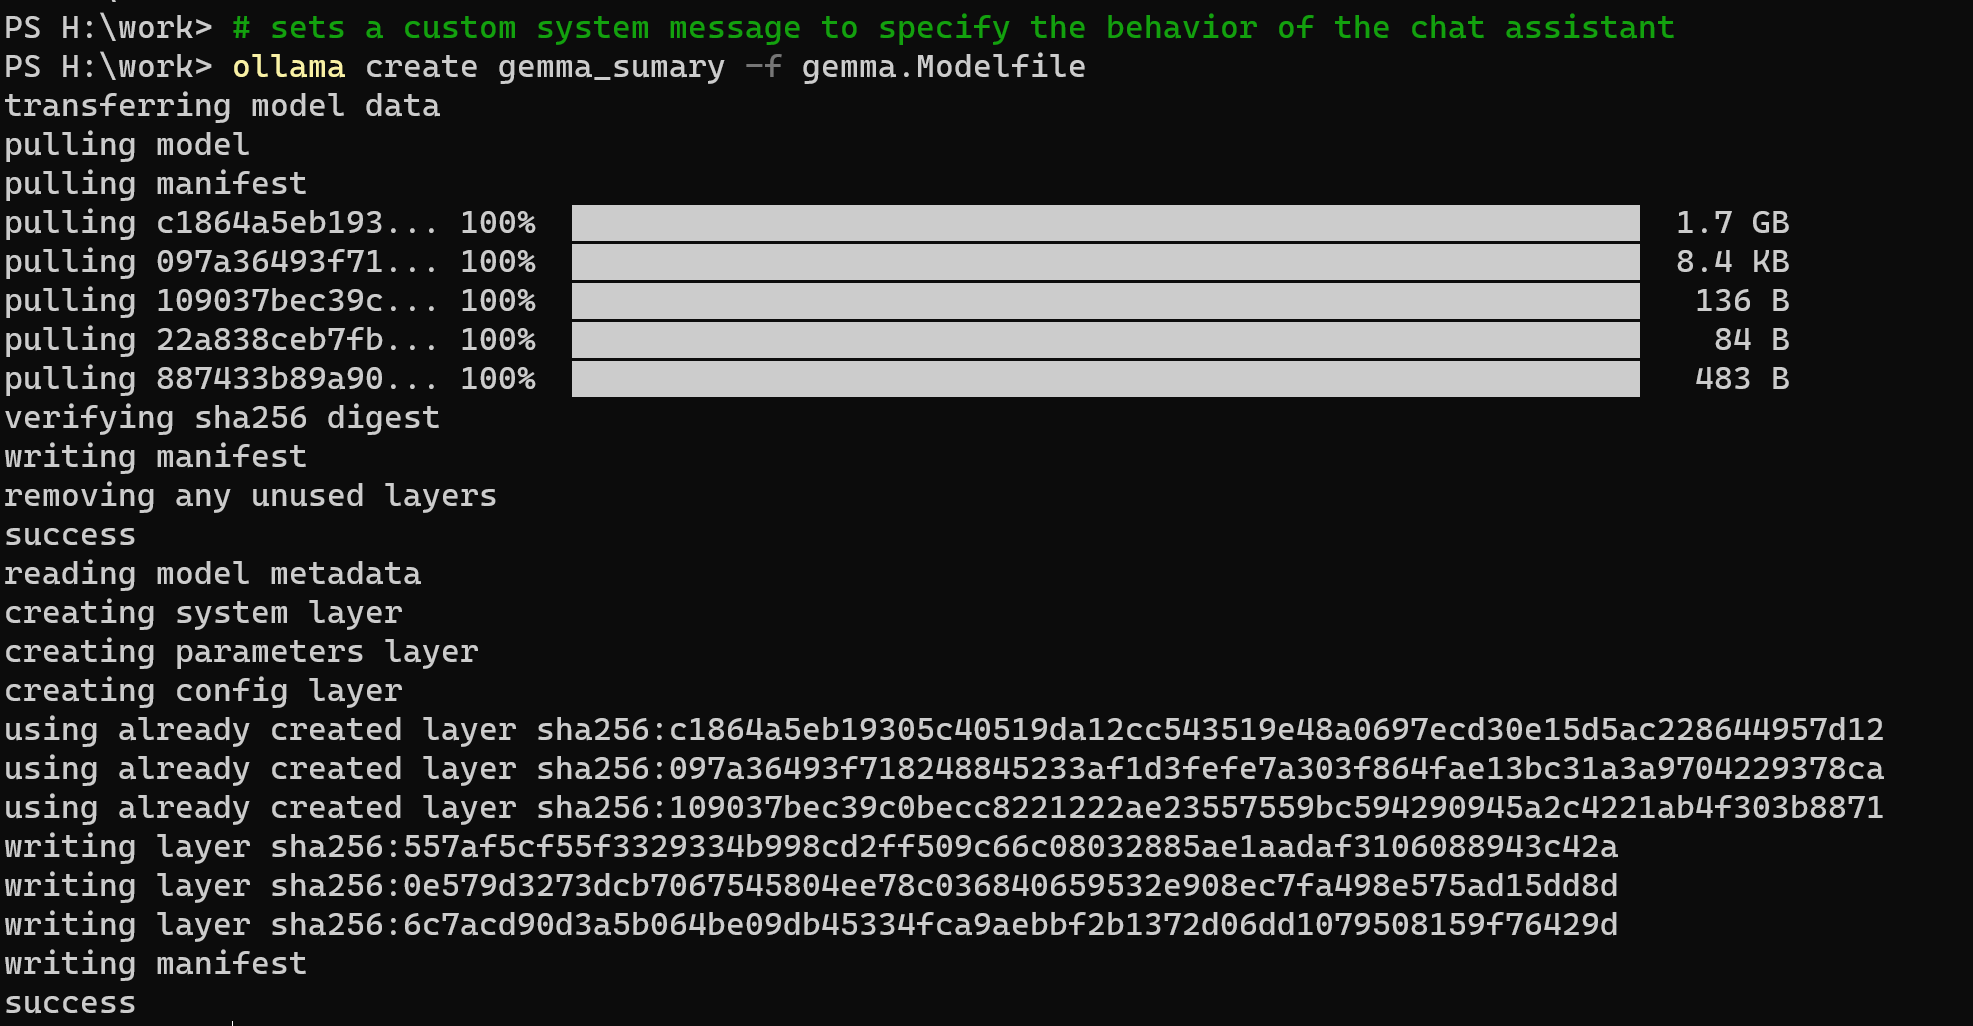 PS H:\work> # sets a custom system message to specify the behavior of the chat assistant
PS H:\work> ollama create gemma_sumary -f gemma.Modelfile
transferring model data
pulling model
pulling manifest
pulling c1864a5eb193... 100% 1.7 GB
pulling 097a36493f71... 100% 8.4 KB
pulling 109037bec39c... 100% 136 B
pulling 22a838ceb7fb... 100% 84 B
pulling 887433b89a90... 100% 483 B
verifying sha256 digest
writing manifest
removing any unused layers
success
reading model metadata
creating system layer
creating parameters layer
creating config layer
using already created layer sha256:c1864a5eb19305c40519da12cc543519e48a0697ecd30e15d5ac228644957d12
using already created layer sha256:097a36493f718248845233af1d3fefe7a303f864fae13bc31a3a9704229378ca
using already created layer sha256:109037bec39c0becc8221222ae23557559bc594290945a2c4221ab4f303b8871
writing layer sha256:557af5cf55f3329334b998cd2ff509c66c08032885ae1aadaf3106088943c42a
writing layer sha256:0e579d3273dcb7067545804ee78c036840659532e908ec7fa498e575ad15dd8d
writing layer sha256:6c7acd90d3a5b064be09db45334fca9aebbf2b1372d06dd1079508159f76429d
writing manifest
success